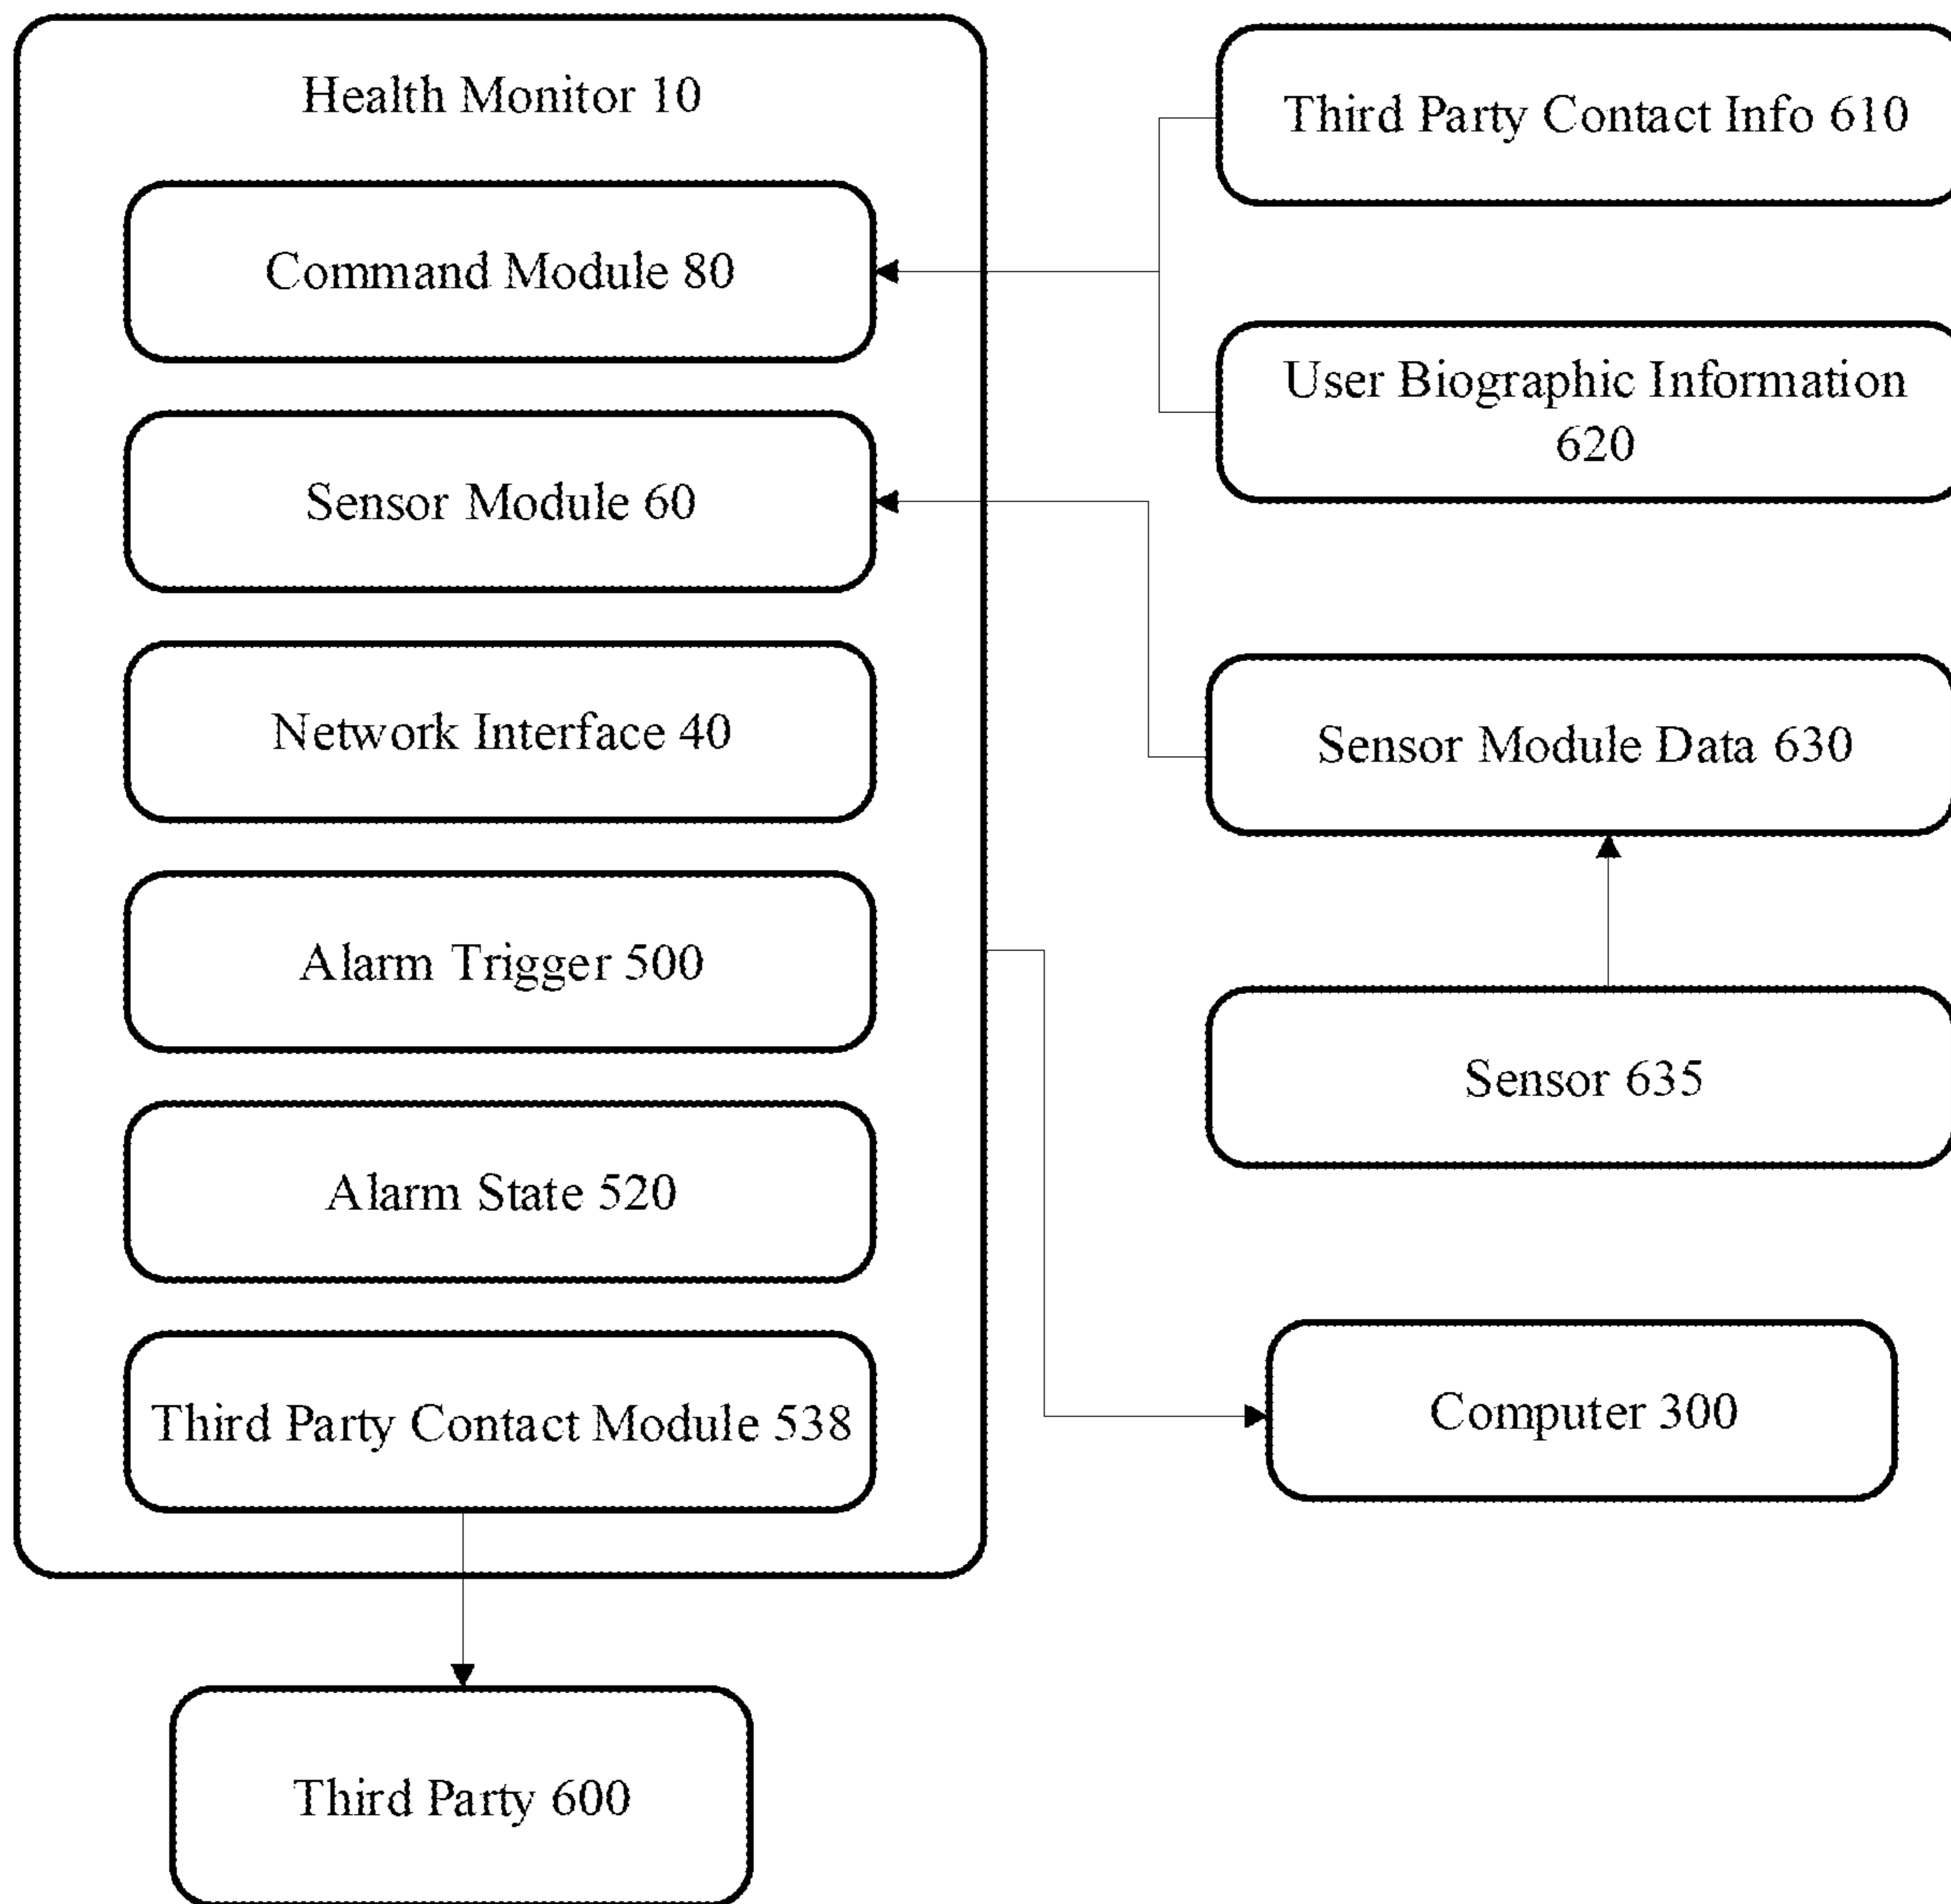 Health Monitor 10
Command Module 80
Sensor Module 60
Network Interface 40
Alarm Trigger 500
Alarm State 520
Third Party Contact Module 538
Third Party 600
Third Party Contact Info 610
User Biographic Information
620
Sensor Module Data 630
Sensor 635
Computer 300